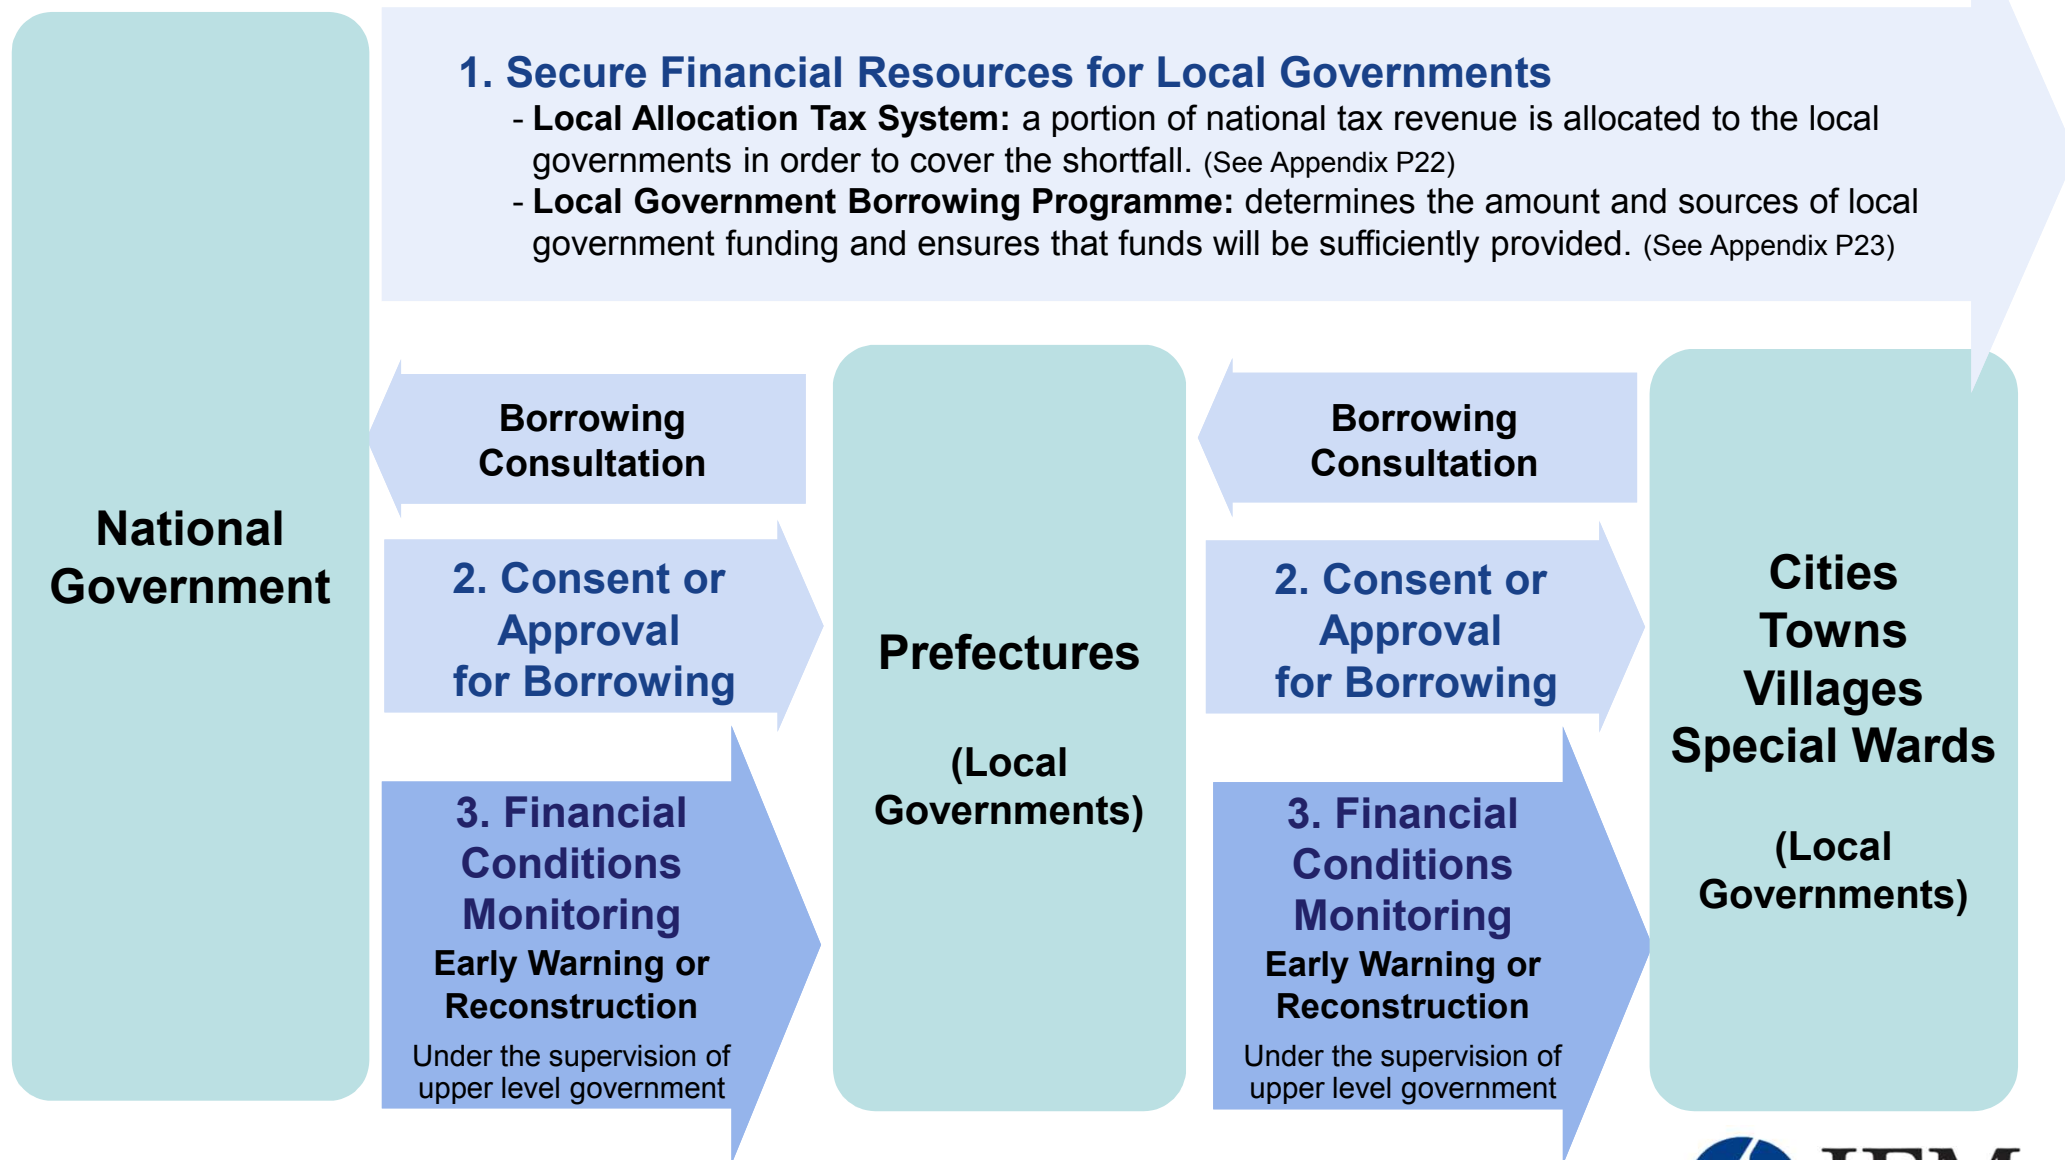 1. Secure Financial Resources for Local Governments
- Local Allocation Tax System: a portion of national tax revenue is allocated to the local
governments in order to cover the shortfall. (See Appendix P22)
- Local Government Borrowing Programme: determines the amount and sources of local
government funding and ensures that funds will be sufficiently provided. (See Appendix P23)
National
Government
Borrowing
Consultation
2. Consent or
Approval
for Borrowing
3. Financial
Conditions
Monitoring
Early Warning or
Reconstruction
Under the supervision of
upper level government
Prefectures
(Local
Governments)
Borrowing
Consultation
2. Consent or
Approval
for Borrowing
3. Financial
Conditions
Monitoring
Early Warning or
Reconstruction
Under the supervision of
upper level government
Cities
Towns
Villages
Special Wards
(Local
Governments)